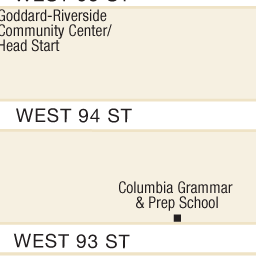 Goddard-Riverside
Community Center/
Head Start
WEST 94 ST
Columbia Grammar
& Prep School
WEST 93 ST